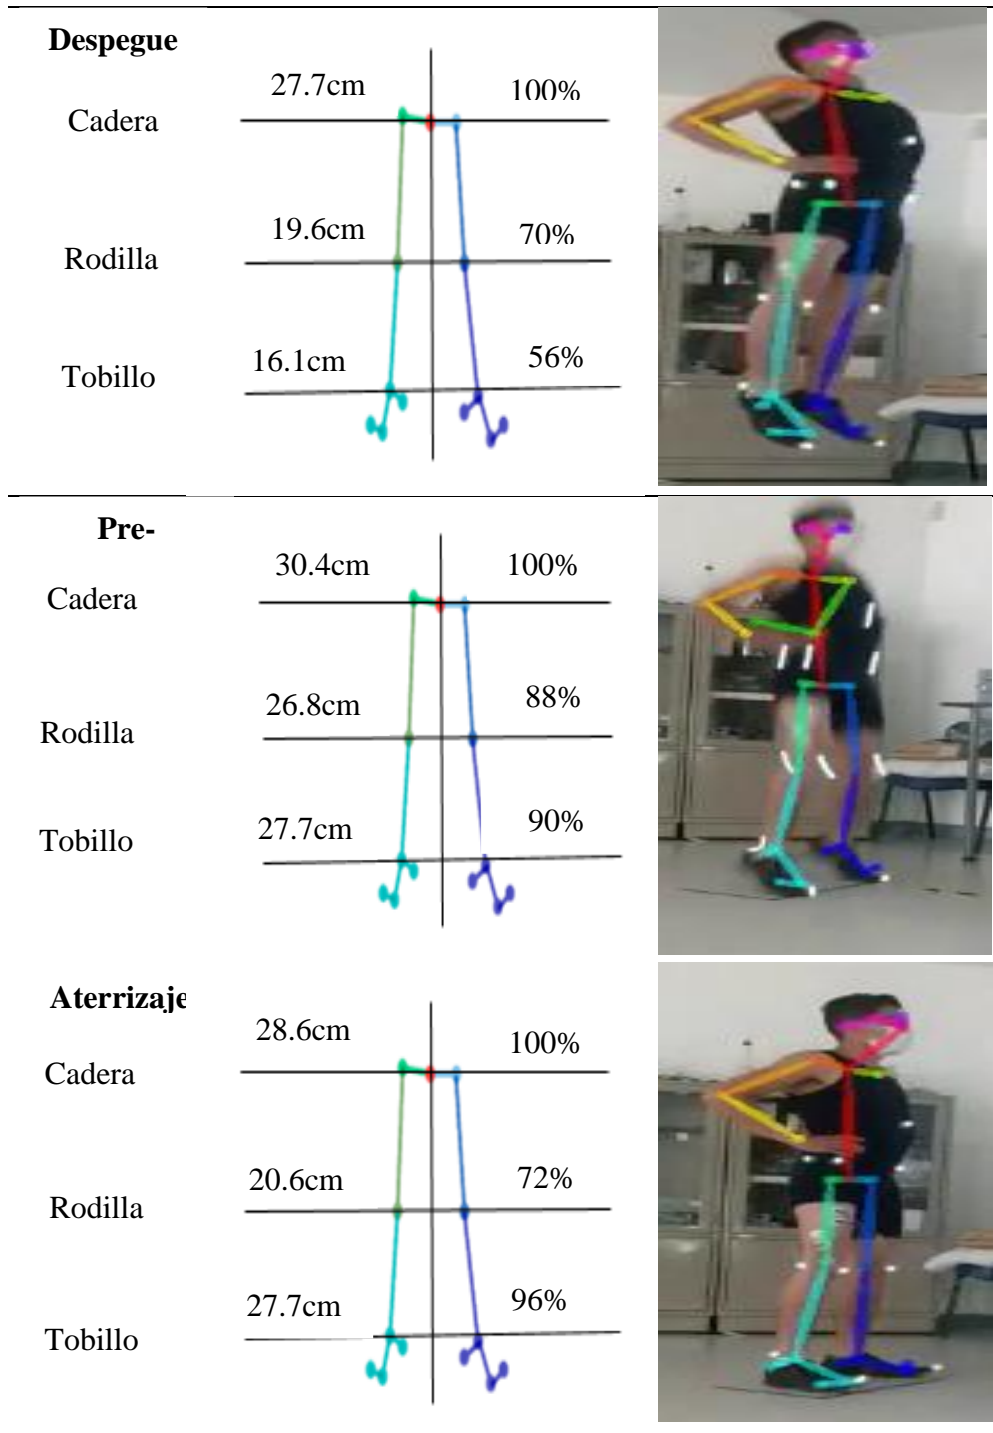 Despegue
27.7cm 100%
Cadera
19.6cm 70%
Rodilla
16.1cm 56%
Tobillo
Pre-
30.4cm 100%
Cadera
26.8cm 88%
Rodilla
27.7cm 90%
Tobillo
Aterrizaje
28.6cm 100%
Cadera
20.6cm 72%
Rodilla
27.7cm 96%
Tobillo